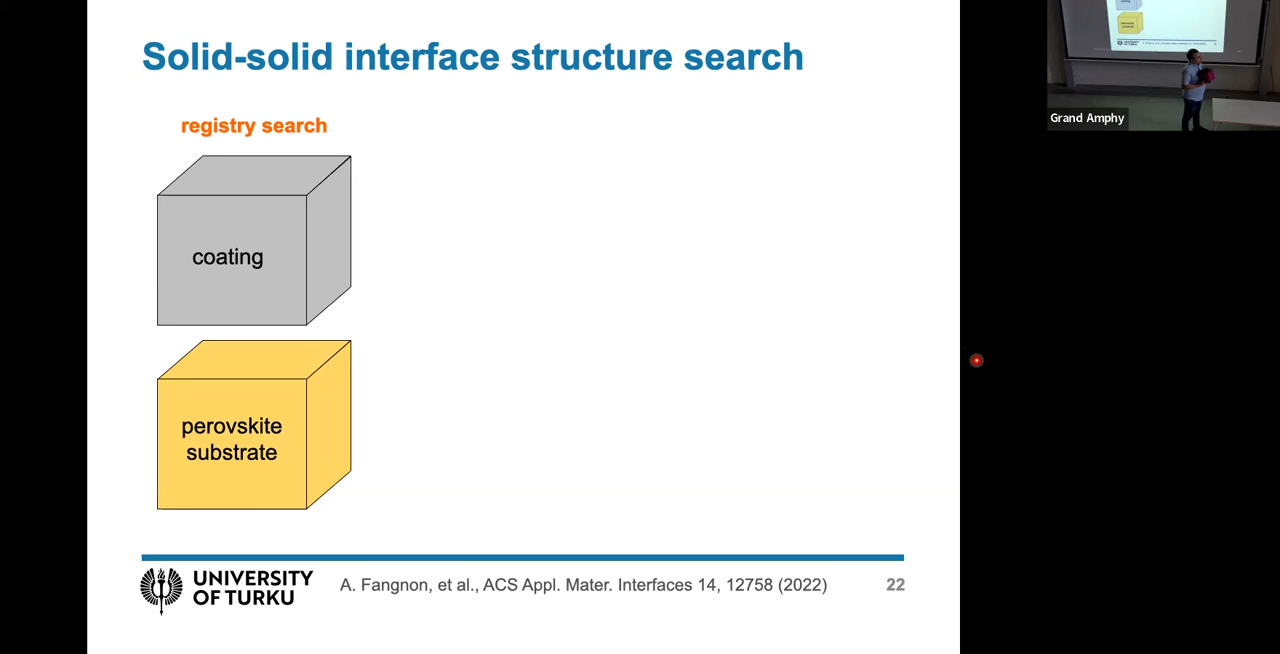 Solid-solid interface structure search
registry search
coating
perovskite
substrate
UNIVERSITY
OF TURKU
A. Fangnon, et al., ACS Appl. Mater. Interfaces 14, 12758 (2022)
22
Grand Amphy